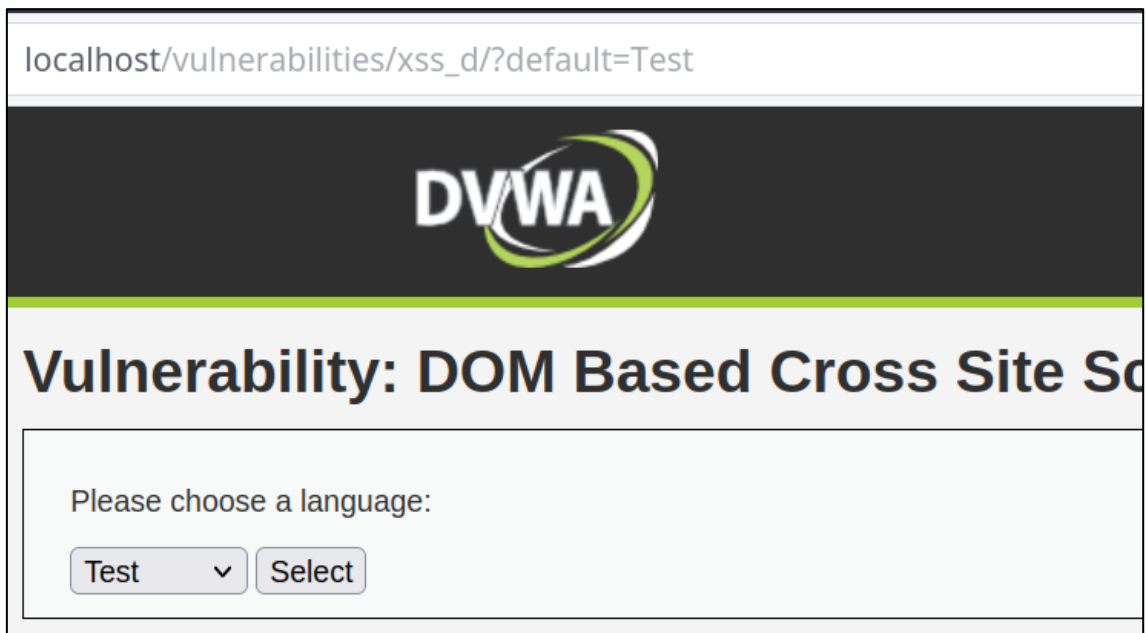 localhost/vulnerabilities/xss_d/?default=Test
DVWA
Vulnerability: DOM Based Cross Site Sc
Please choose a language:
Test Select